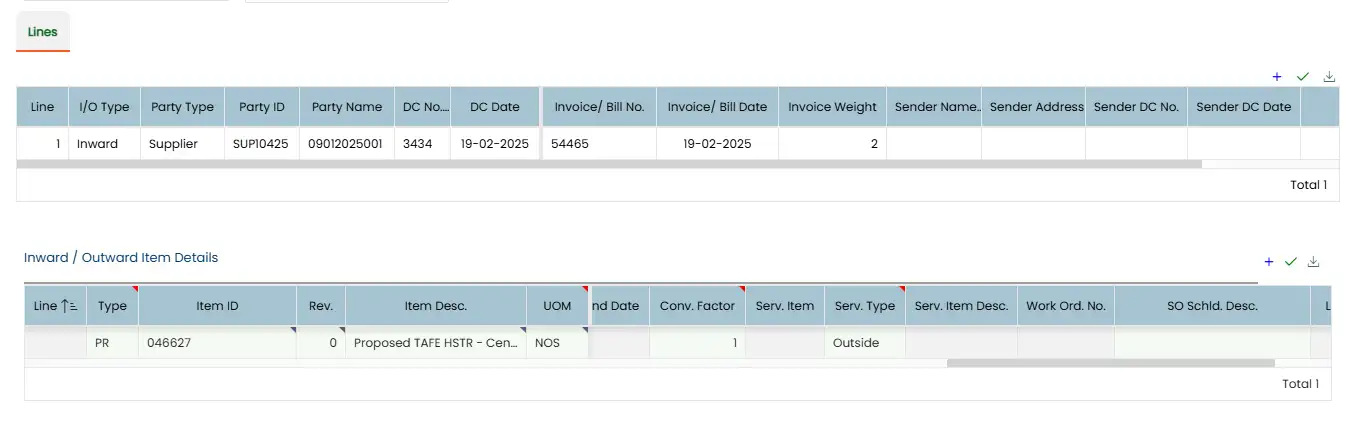 Lines
Line I/O Type Party Type Party ID Party Name DC No.... DC Date Invoice/ Bill No. Invoice/ Bill Date Invoice Weight Sender Name.. Sender Address Sender DC No. Sender DC Date
1 Inward Supplier SUP10425 09012025001 3434 19-02-2025 54465 19-02-2025 2
Total 1
Inward / Outward Item Details
Line Type Item ID Rev. Item Desc. UOM nd Date Conv. Factor Serv. Item Serv. Type Serv. Item Desc. Work Ord. No. SO Schld. Desc. L
PR 046627 0 Proposed TAFE HSTR - Cen... NOS 1 Outside
Total 1